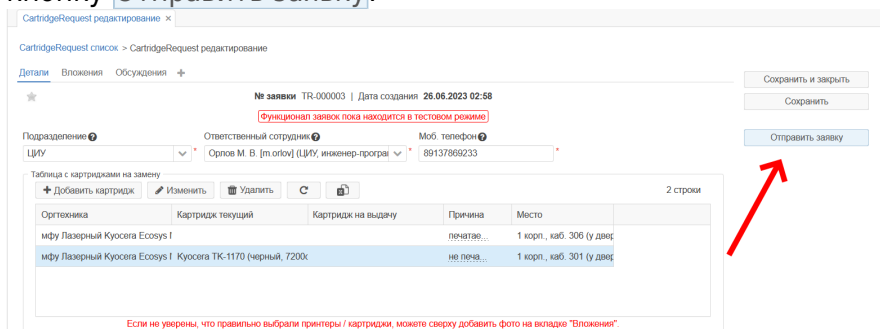 кнопку Отправить заявку.
CartridgeRequest редактирование ×
CartridgeRequest список > CartridgeRequest редактирование
Детали Вложения Обсуждения +
Сохранить и закрыть
№ заявки TR-000003 | Дата создания 26.06.2023 02:58
Сохранить
Функционал заявок пока находится в тестовом режиме
Подразделение Ответственный сотрудник Моб. телефон
Отправить заявку
ЦИУ * Орлов М. В. [m.orlov] (ЦИУ, инженер-програм * 89137869233 *
Таблица с картриджами на замену
Добавить картридж Изменить Удалить 2 строки
Оргтехника Картридж текущий Картридж на выдачу Причина Место
мфу Лазерный Kyocera Ecosys печатае... 1 корп., каб. 306 (у двер
мфу Лазерный Kyocera Ecosys Kyocera TK-1170 (черный, 7200с не печа... 1 корп., каб. 301 (у двер
Если не уверены, что правильно выбрали принтеры / картриджи, можете сверху добавить фото на вкладке "Вложения".